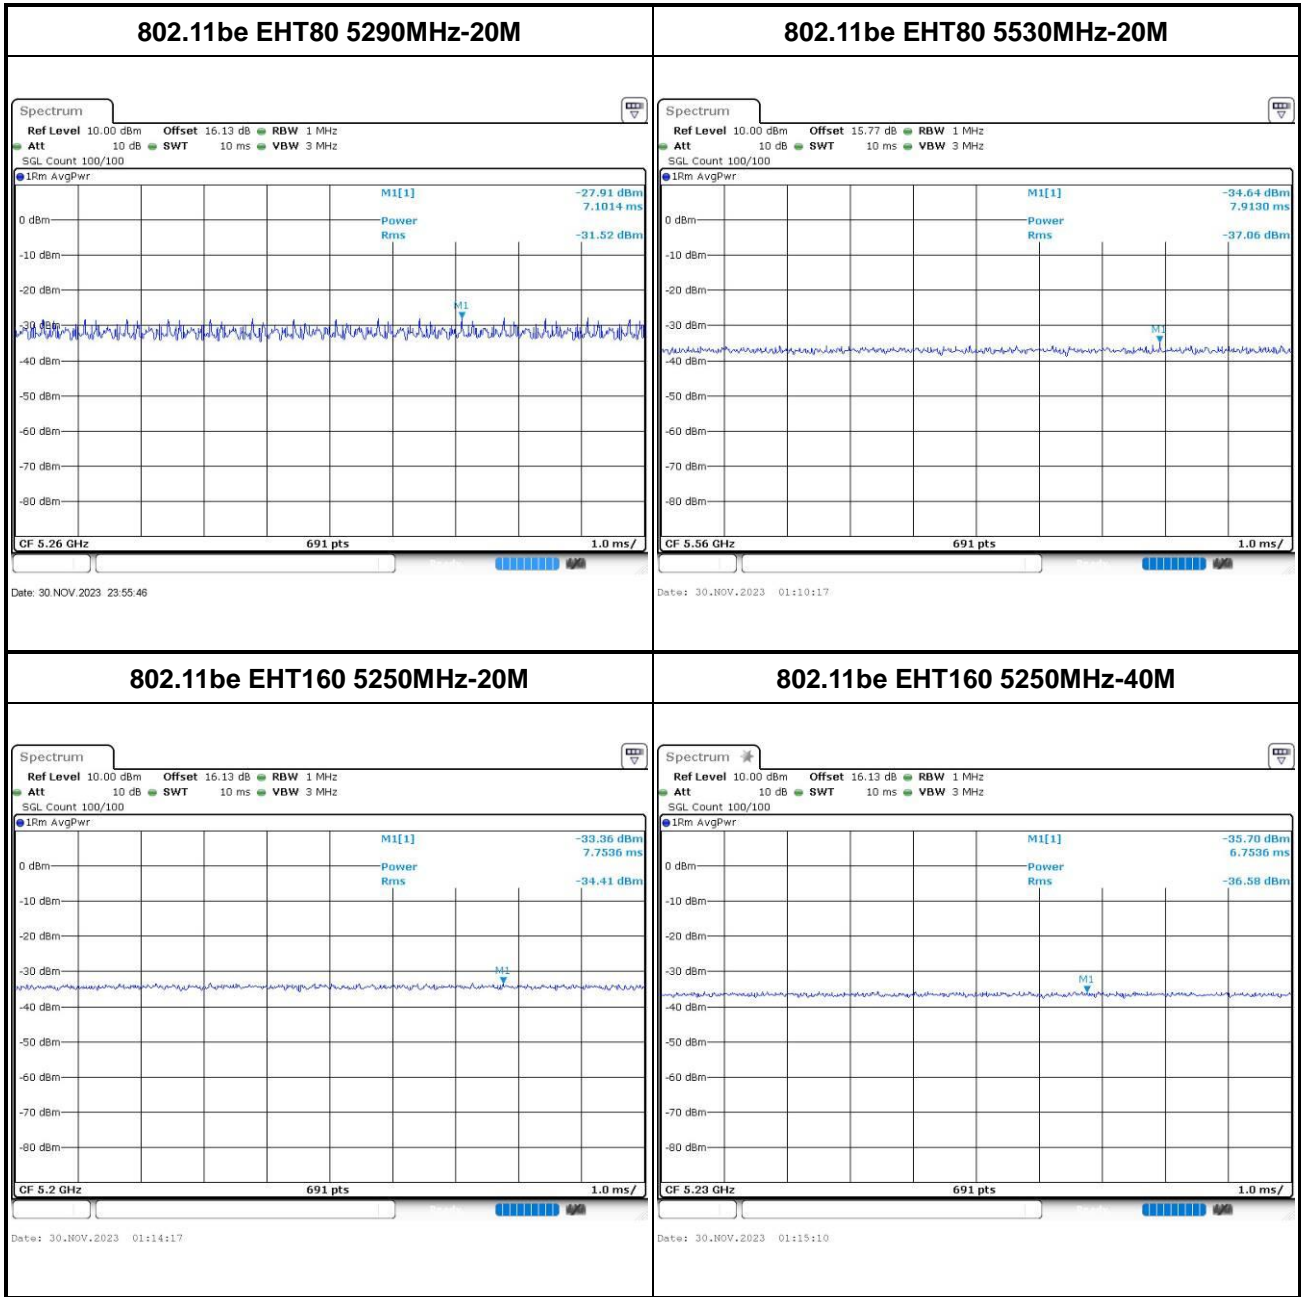 802.11be EHT80 5290MHz-20M
Spectrum
Ref Level 10.00 dBm Offset 16.13 dB RBW 1 MHz
Att 10 dB SWT 10 ms VBW 3 MHz
SGL Count 100/100
1Rm AvgPwr
M1[1] -27.91 dBm
7.1014 ms
0 dBm
Power
Rms -31.52 dBm
-10 dBm
-20 dBm
M1
-30 dBm
-40 dBm
-50 dBm
-60 dBm
-70 dBm
-80 dBm
CF 5.26 GHz 691 pts 1.0 ms/
Date: 30.NOV.2023 23:55:46
802.11be EHT80 5530MHz-20M
Spectrum
Ref Level 10.00 dBm Offset 15.77 dB RBW 1 MHz
Att 10 dB SWT 10 ms VBW 3 MHz
SGL Count 100/100
1Rm AvgPwr
M1[1] -34.64 dBm
7.9130 ms
0 dBm
Power
Rms -37.06 dBm
-10 dBm
-20 dBm
-30 dBm
M1
-40 dBm
-50 dBm
-60 dBm
-70 dBm
-80 dBm
CF 5.56 GHz 691 pts 1.0 ms/
Date: 30.NOV.2023 01:10:17
802.11be EHT160 5250MHz-20M
Spectrum
Ref Level 10.00 dBm Offset 16.13 dB RBW 1 MHz
Att 10 dB SWT 10 ms VBW 3 MHz
SGL Count 100/100
1Rm AvgPwr
M1[1] -33.36 dBm
7.7536 ms
0 dBm
Power
Rms -34.41 dBm
-10 dBm
-20 dBm
-30 dBm
M1
-40 dBm
-50 dBm
-60 dBm
-70 dBm
-80 dBm
CF 5.2 GHz 691 pts 1.0 ms/
Date: 30.NOV.2023 01:14:17
802.11be EHT160 5250MHz-40M
Spectrum
Ref Level 10.00 dBm Offset 16.13 dB RBW 1 MHz
Att 10 dB SWT 10 ms VBW 3 MHz
SGL Count 100/100
1Rm AvgPwr
M1[1] -35.70 dBm
6.7536 ms
0 dBm
Power
Rms -36.58 dBm
-10 dBm
-20 dBm
-30 dBm
M1
-40 dBm
-50 dBm
-60 dBm
-70 dBm
-80 dBm
CF 5.23 GHz 691 pts 1.0 ms/
Date: 30.NOV.2023 01:15:10